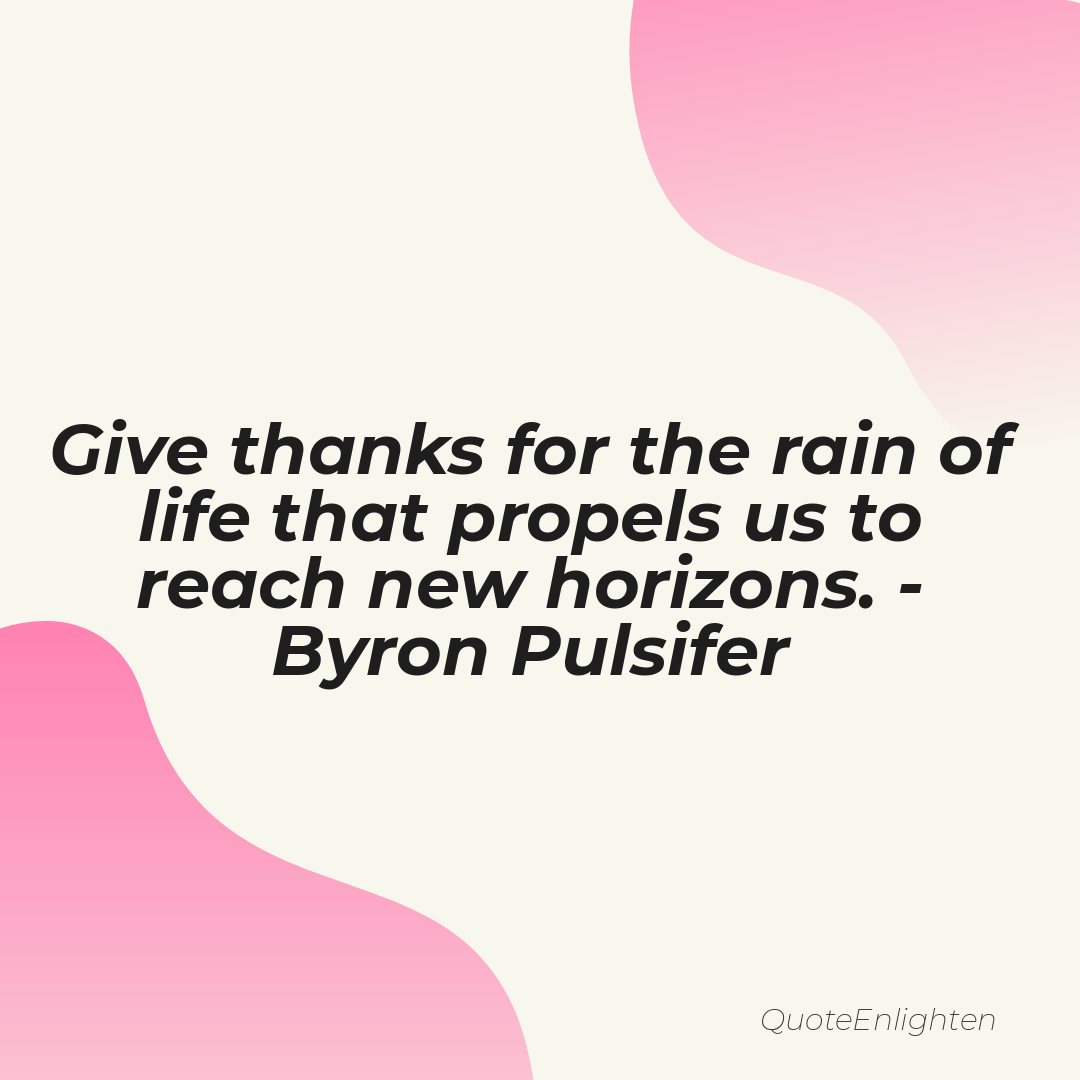 Give thanks for the rain of
life that propels us to
reach new horizons. -
Byron Pulsifer
QuoteEnlighten